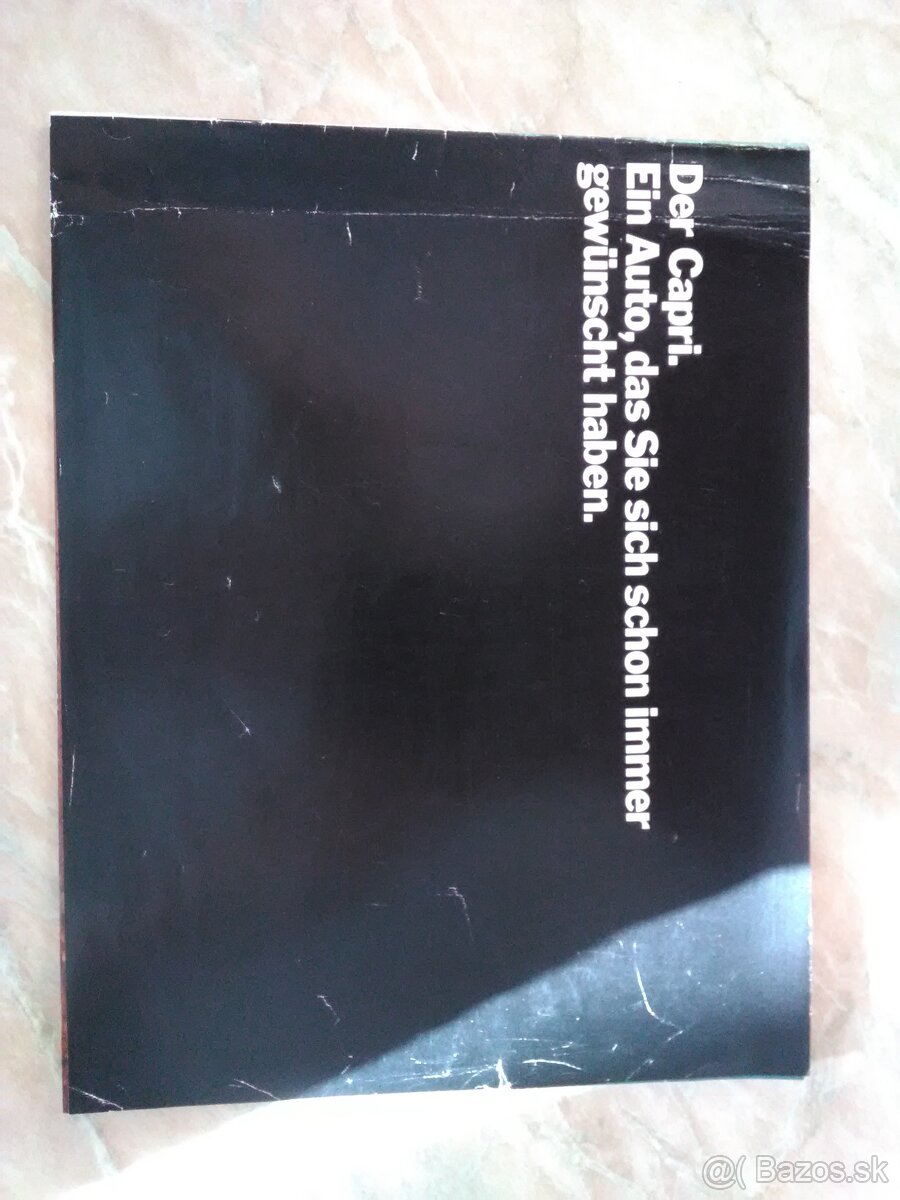 Der Capri.
Ein Auto, das Sie sich schon immer
gewünscht haben.
@( Bazos.sk